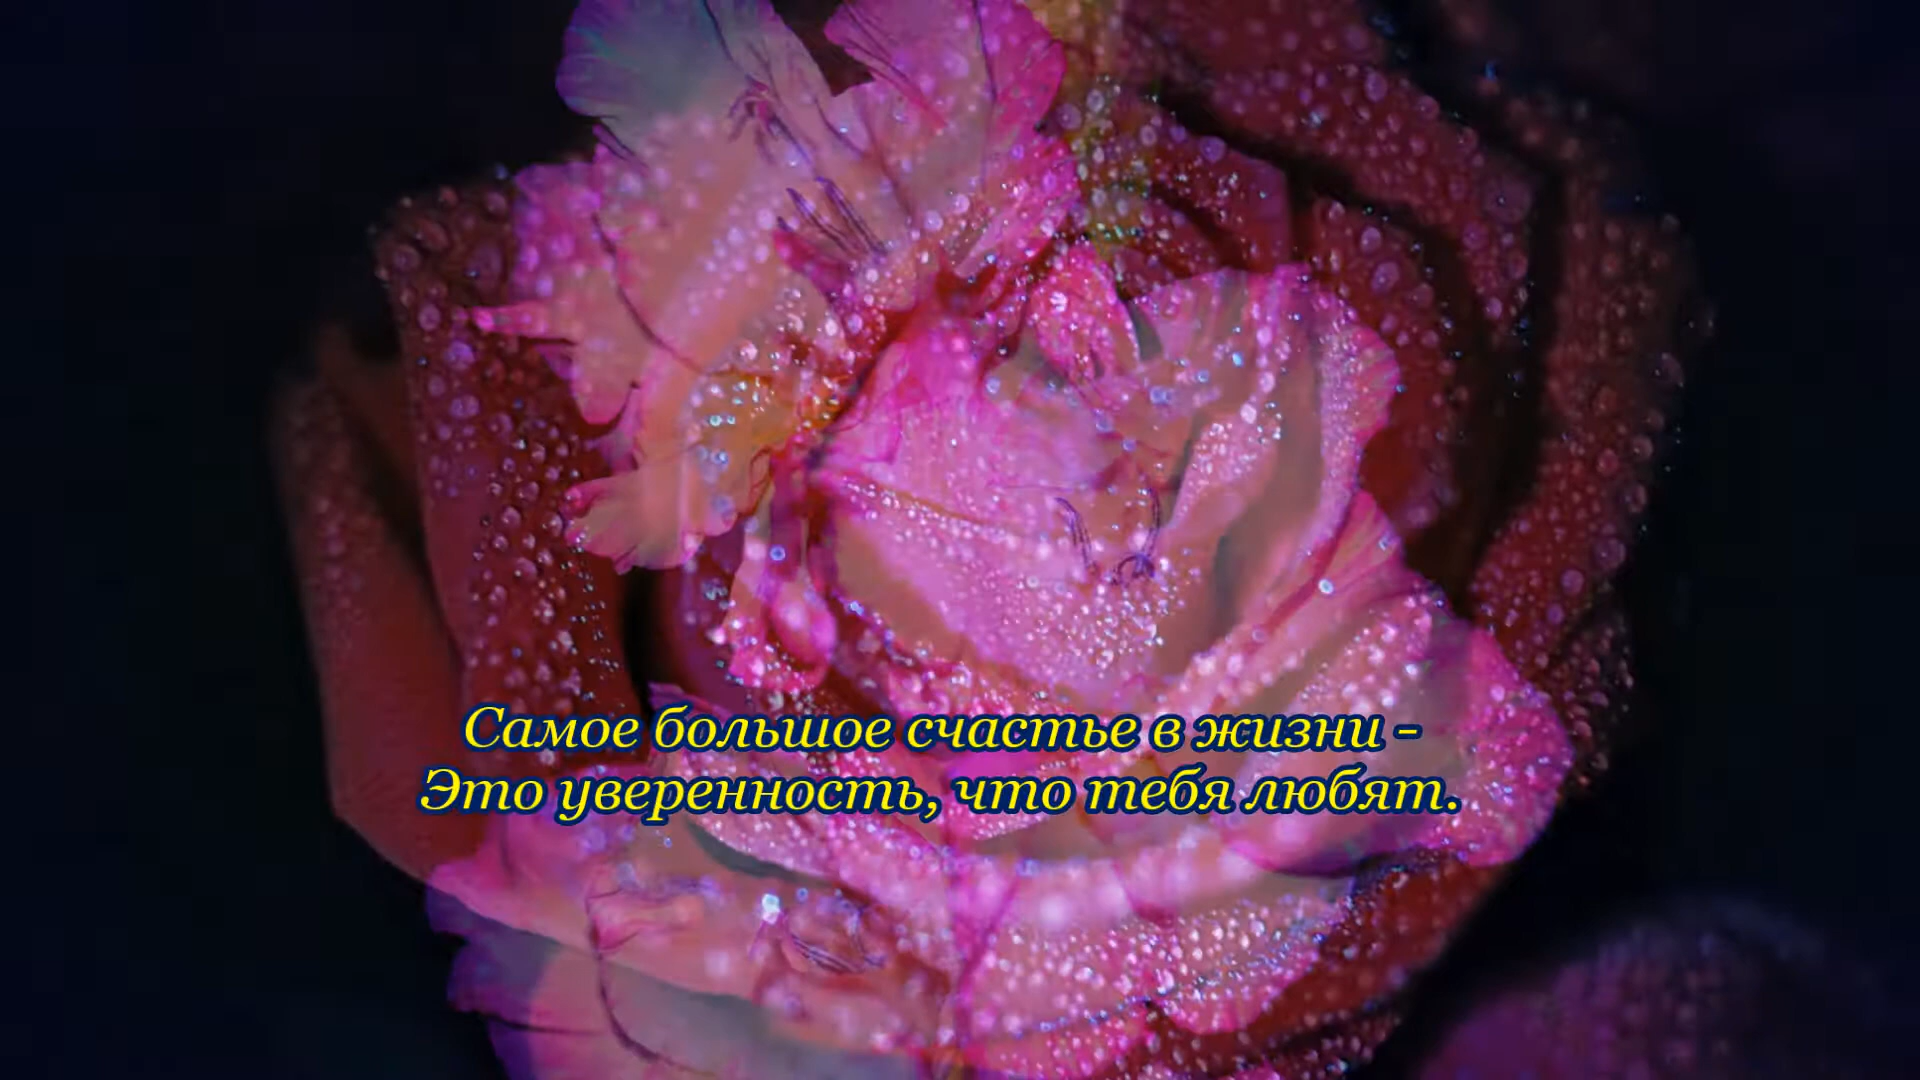 Самое большое счастье в жизни -
Это уверенность, что тебя любят.